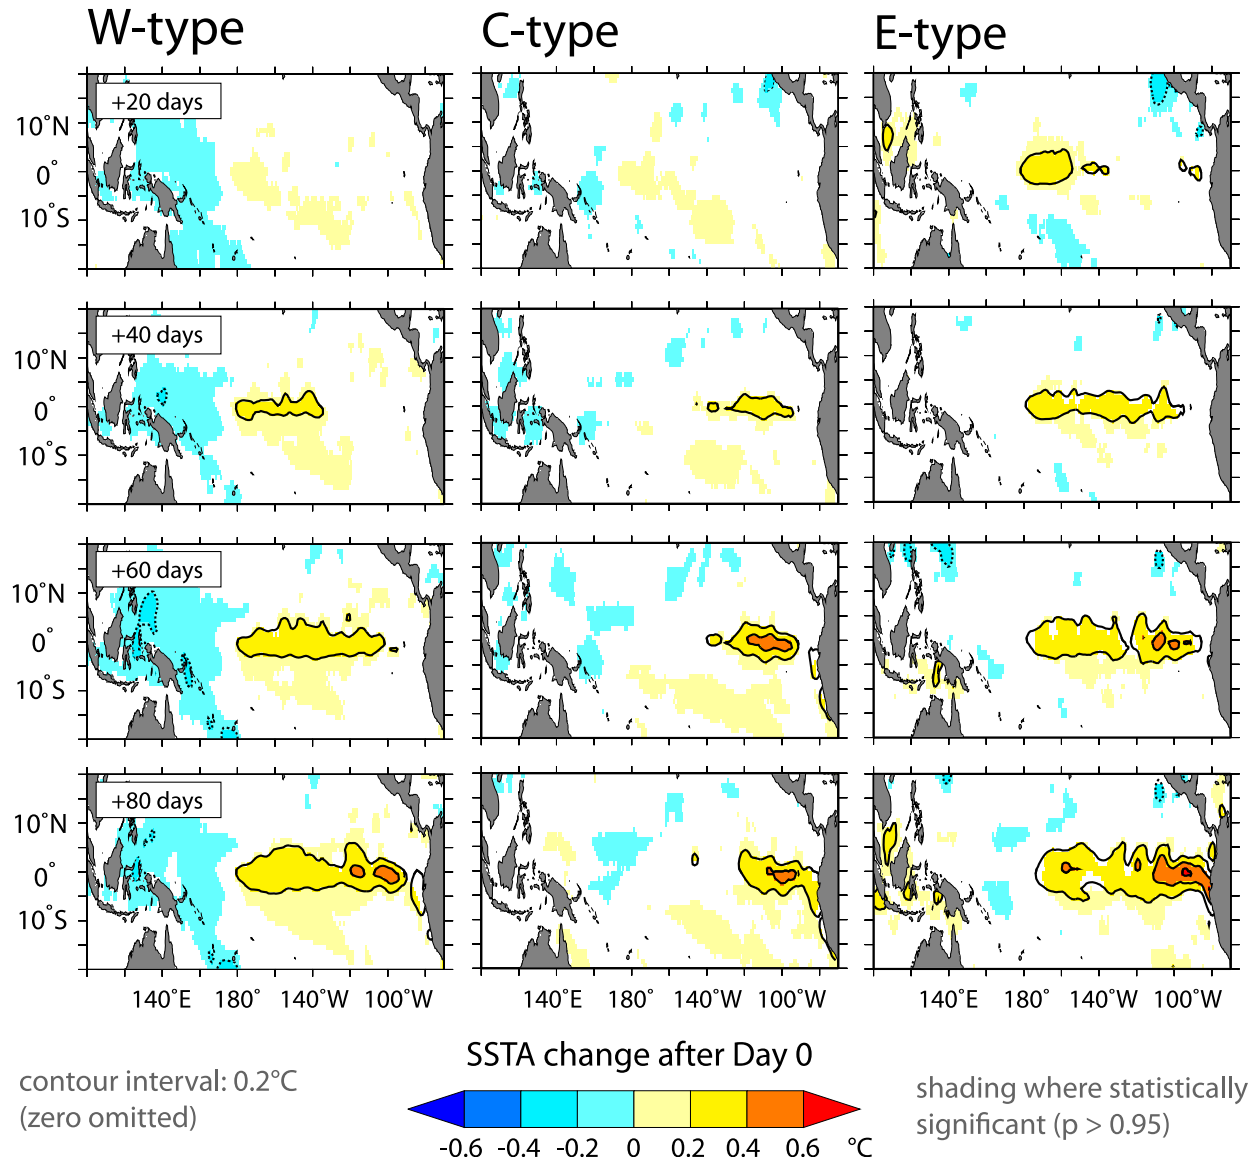 W-type C-type E-type
+20 days
10˚N
0˚
10˚S
+40 days
10˚N
0˚
10˚S
+60 days
10˚N
0˚
10˚S
+80 days
10˚N
0˚
10˚S
140˚E 180˚ 140˚W 100˚W 140˚E 180˚ 140˚W 100˚W 140˚E 180˚ 140˚W 100˚W
SSTA change after Day 0
contour interval: 0.2°C
(zero omitted)
-0.6 -0.4 -0.2 0 0.2 0.4 0.6 °C
shading where statistically
significant (p > 0.95)